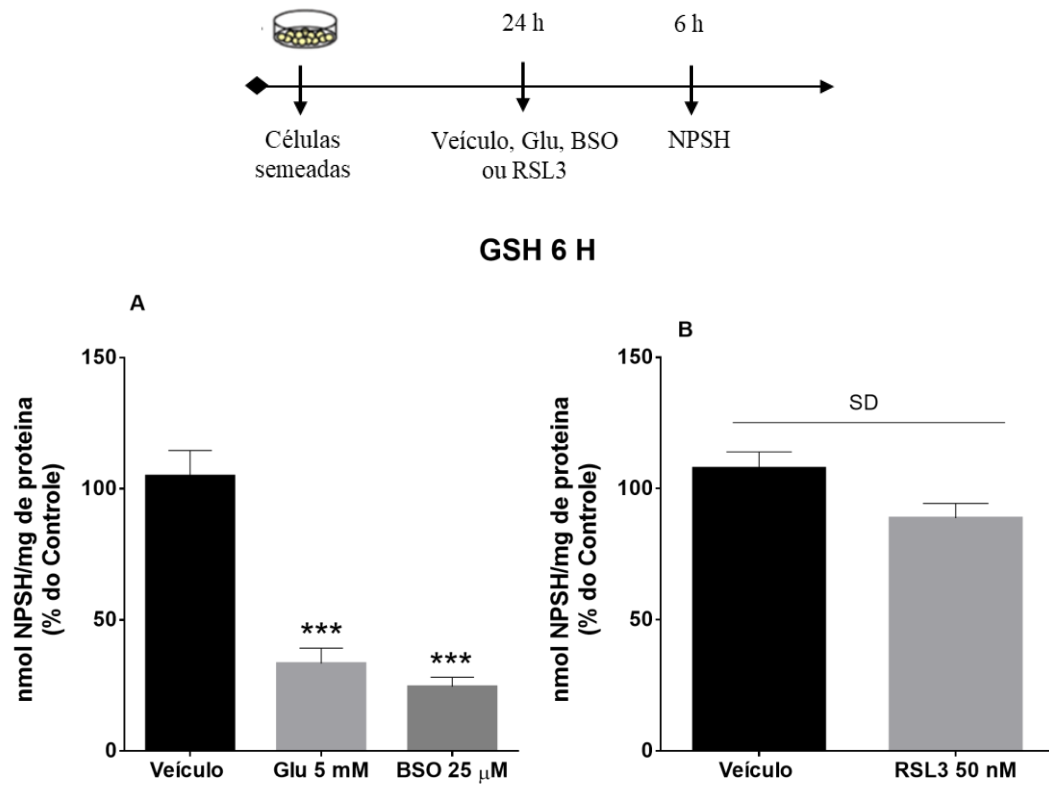 24 h
6 h
Células
semeadas
Veículo, Glu, BSO
ou RSL3
NPSH
GSH 6 H
A
nmol NPSH/mg de proteina
(% do Controle)
150
100
50
0
***
***
Veículo
Glu 5 mM
BSO 25 μM
B
nmol NPSH/mg de proteina
(% do Controle)
150
100
50
0
SD
Veículo
RSL3 50 nM